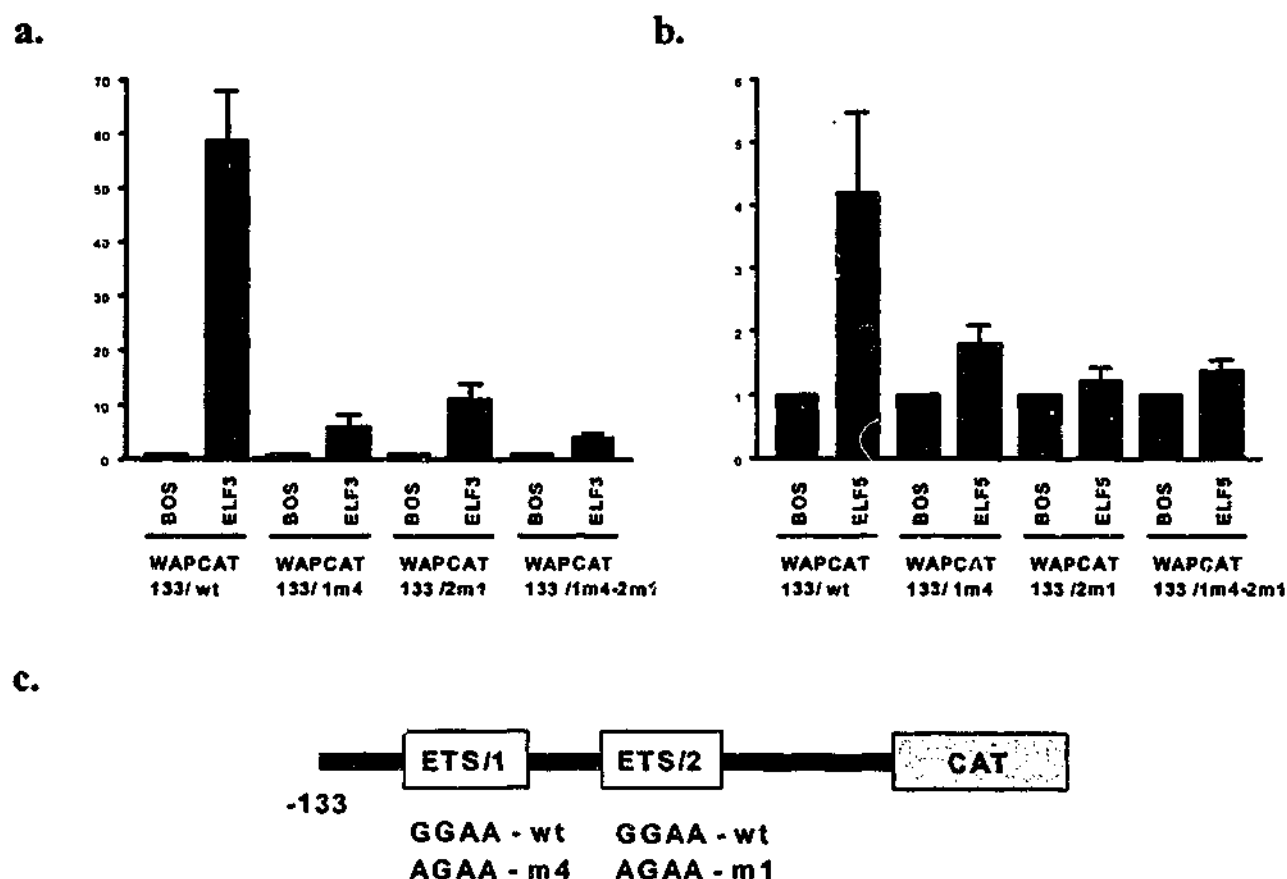 a.
70
60
50
40
30
20
10
0
BOS
ELF3
BOS
ELF3
BOS
ELF3
BOS
ELF3
WAPCAT
133/wt
WAPCAT
133/1m4
WAPCAT
133/2m1
WAPCAT
133/1m4-2m1
b.
6
5
4
3
2
1
0
BOS
ELF5
BOS
ELF5
BOS
ELF5
BOS
ELF5
WAPCAT
133/wt
WAPCAT
133/1m4
WAPCAT
133/2m1
WAPCAT
133/1m4-2m1
c.
ETS/1 ETS/2 CAT
-133
GGAA - wt GGAA - wt
AGAA - m4 AGAA - m1